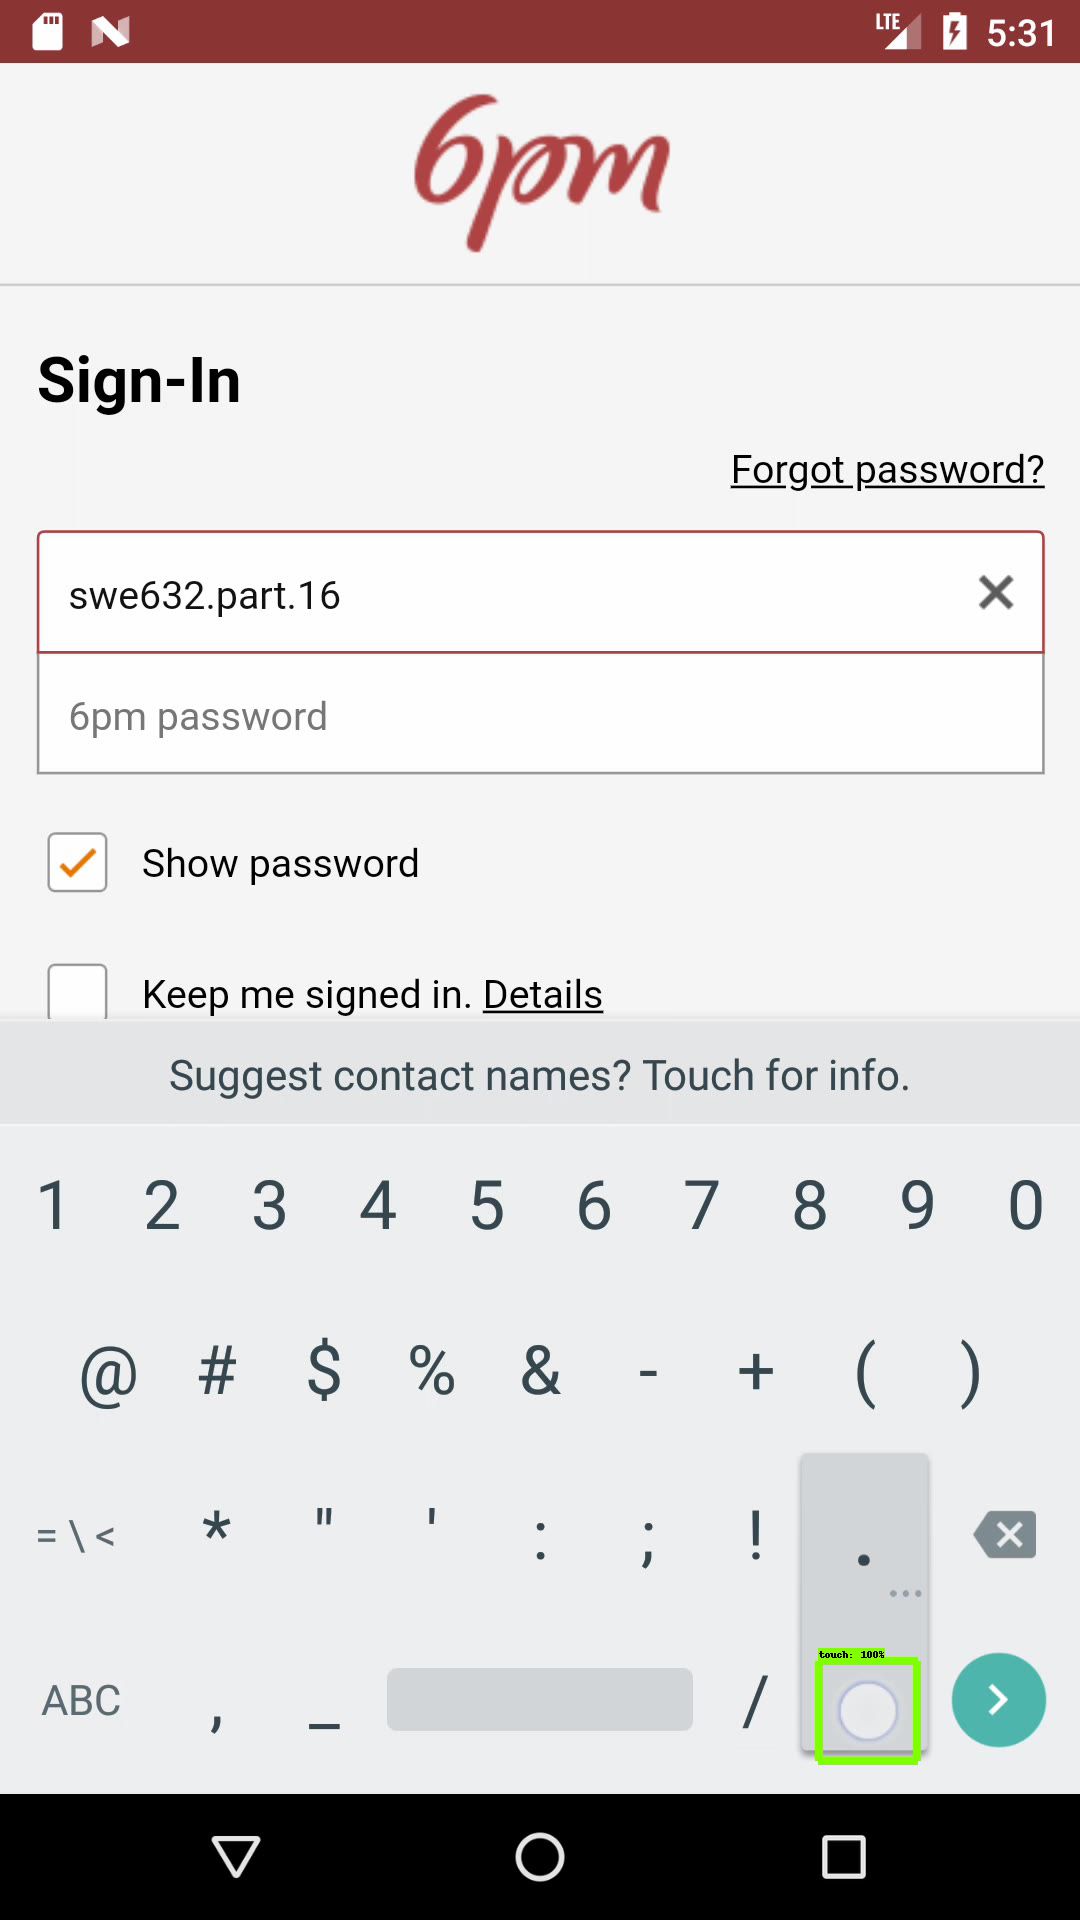 LTE 5:31
6pm
Sign-In
Forgot password?
swe632.part.16
6pm password
Show password
Keep me signed in. Details
Suggest contact names? Touch for info.
1 2 3 4 5 6 7 8 9 0
@ # $ % & - + ( )
= \ < * " ' : ; ! .
touch: 100%
ABC , _ /